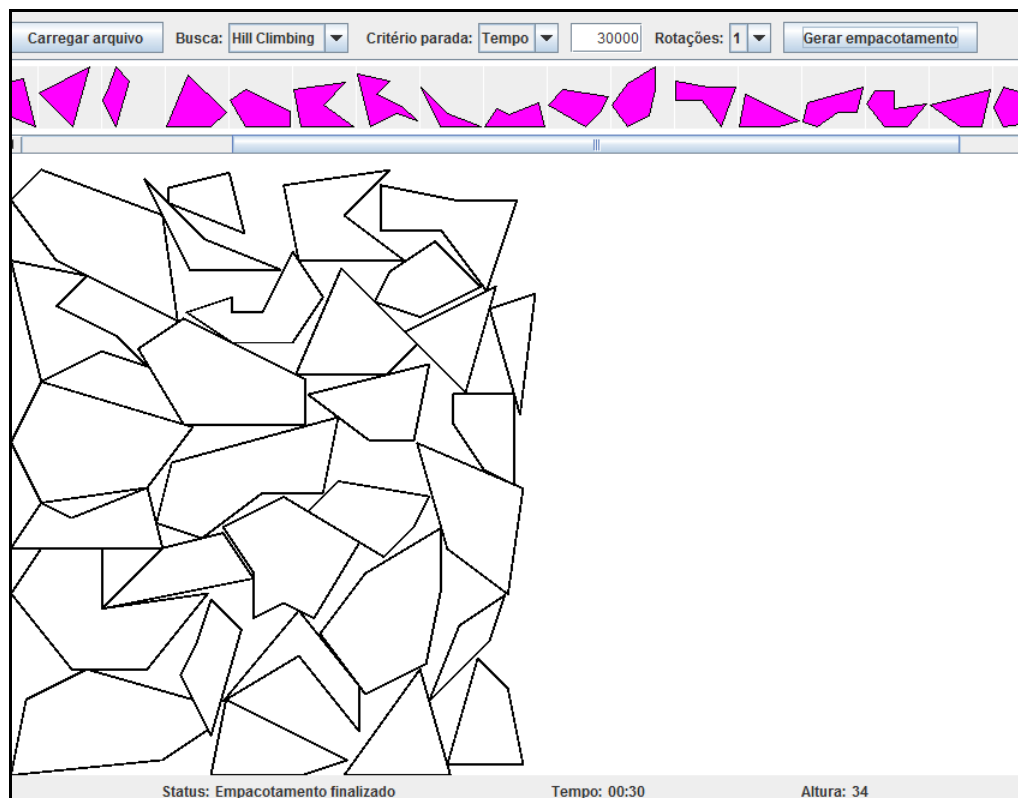 Carregar arquivo Busca: Hill Climbing Critério parada: Tempo 30000 Rotações: 1 Gerar empacotamento
Status: Empacotamento finalizado Tempo: 00:30 Altura: 34